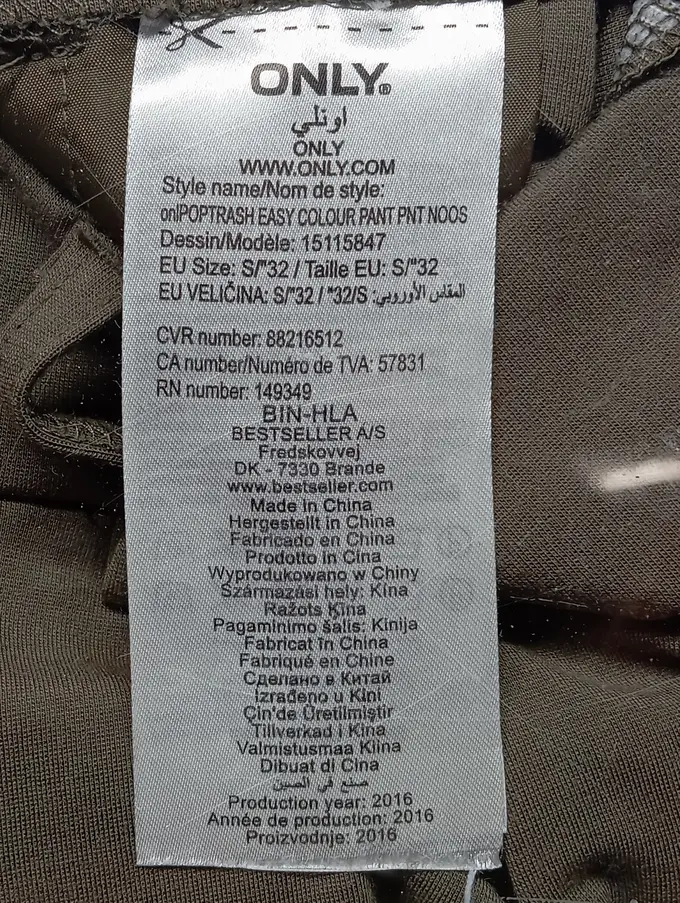 ONLY®
اونلي
ONLY
WWW.ONLY.COM
Style name/Nom de style:
onlPOPTRASH EASY COLOUR PANT PNT NOOS
Dessin/Modèle: 15115847
EU Size: S/"32 / Taille EU: S/"32
EU VELIČINA: S/"32 / "32/S :المقاس الأوروبي
CVR number: 88216512
CA number/Numéro de TVA: 57831
RN number: 149349
BIN-HLA
BESTSELLER A/S
Fredskovvej
DK - 7330 Brande
www.bestseller.com
Made in China
Hergestellt in China
Fabricado en China
Prodotto in Cina
Wyprodukowano w Chiny
Származási hely: Kína
Ražots Ķīna
Pagaminimo šalis: Kinija
Fabricat în China
Fabriqué en Chine
Сделано в Китай
Izrađeno u Kini
Çin'de Üretilmiştir
Tillverkad i Kina
Valmistusmaa Kiina
Dibuat di Cina
صنع في الصين
Production year: 2016
Année de production: 2016
Proizvodnje: 2016